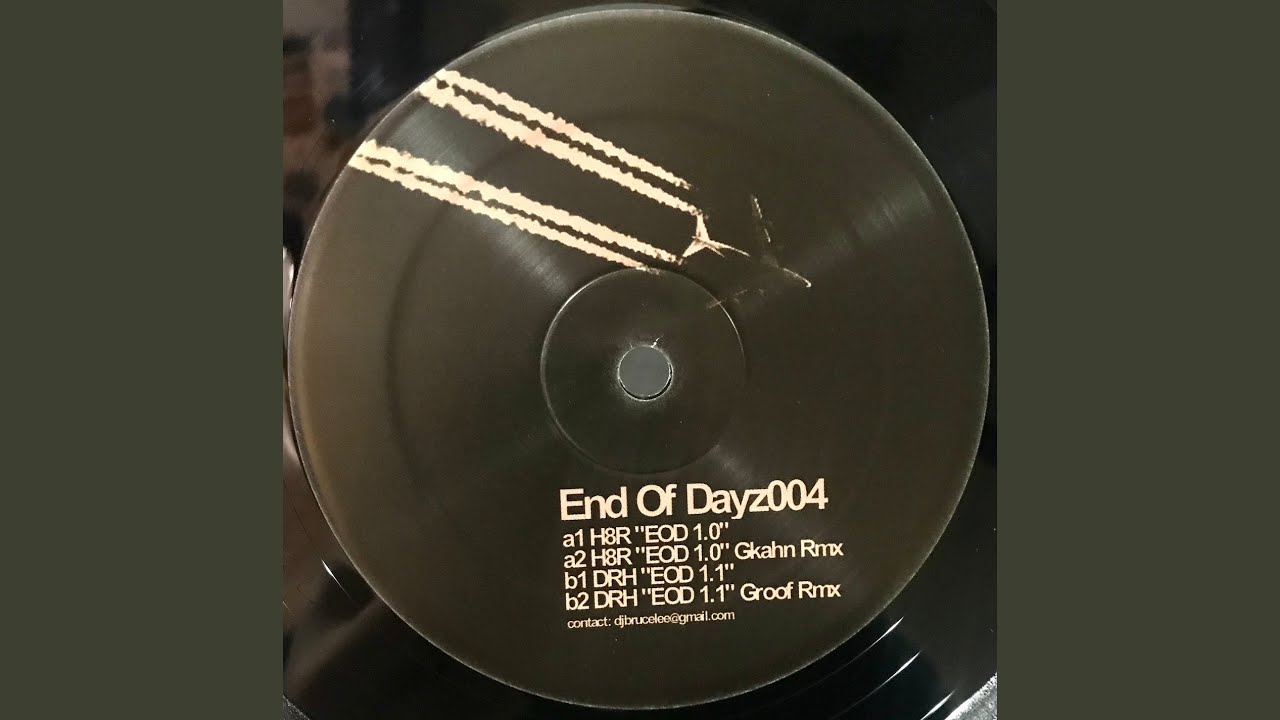 End Of Dayz004
a1 H8R "EOD 1.0"
a2 H8R "EOD 1.0" Gkahn Rmx
b1 DRH "EOD 1.1"
b2 DRH "EOD 1.1" Groof Rmx
contact: djbrucelee@gmail.com